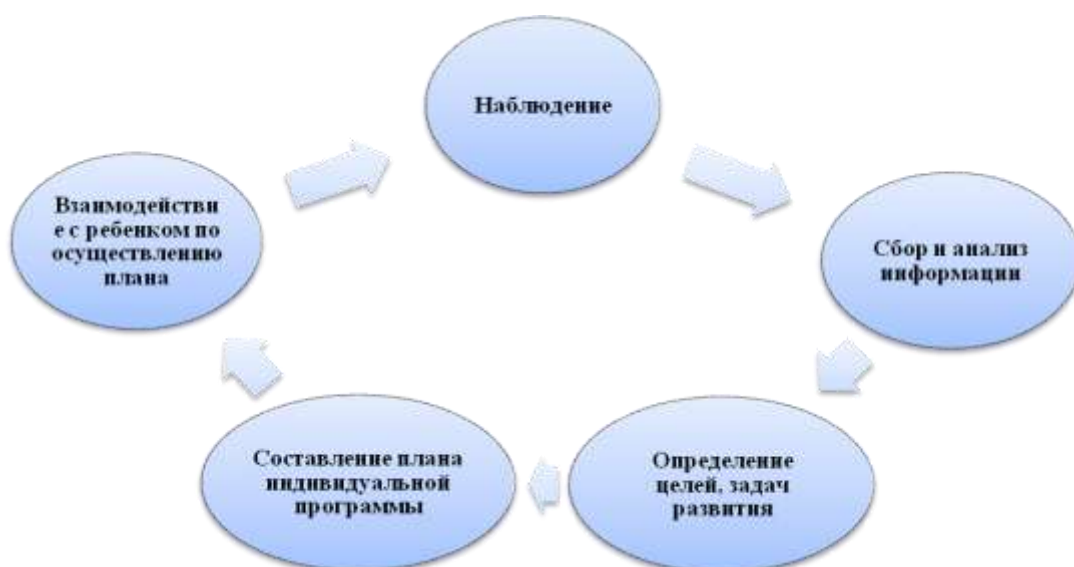 Наблюдение
Сбор и анализ
информации
Определение
целей, задач
развития
Составление плана
индивидуальной
программы
Взаимодействи
е с ребенком по
осуществлению
плана